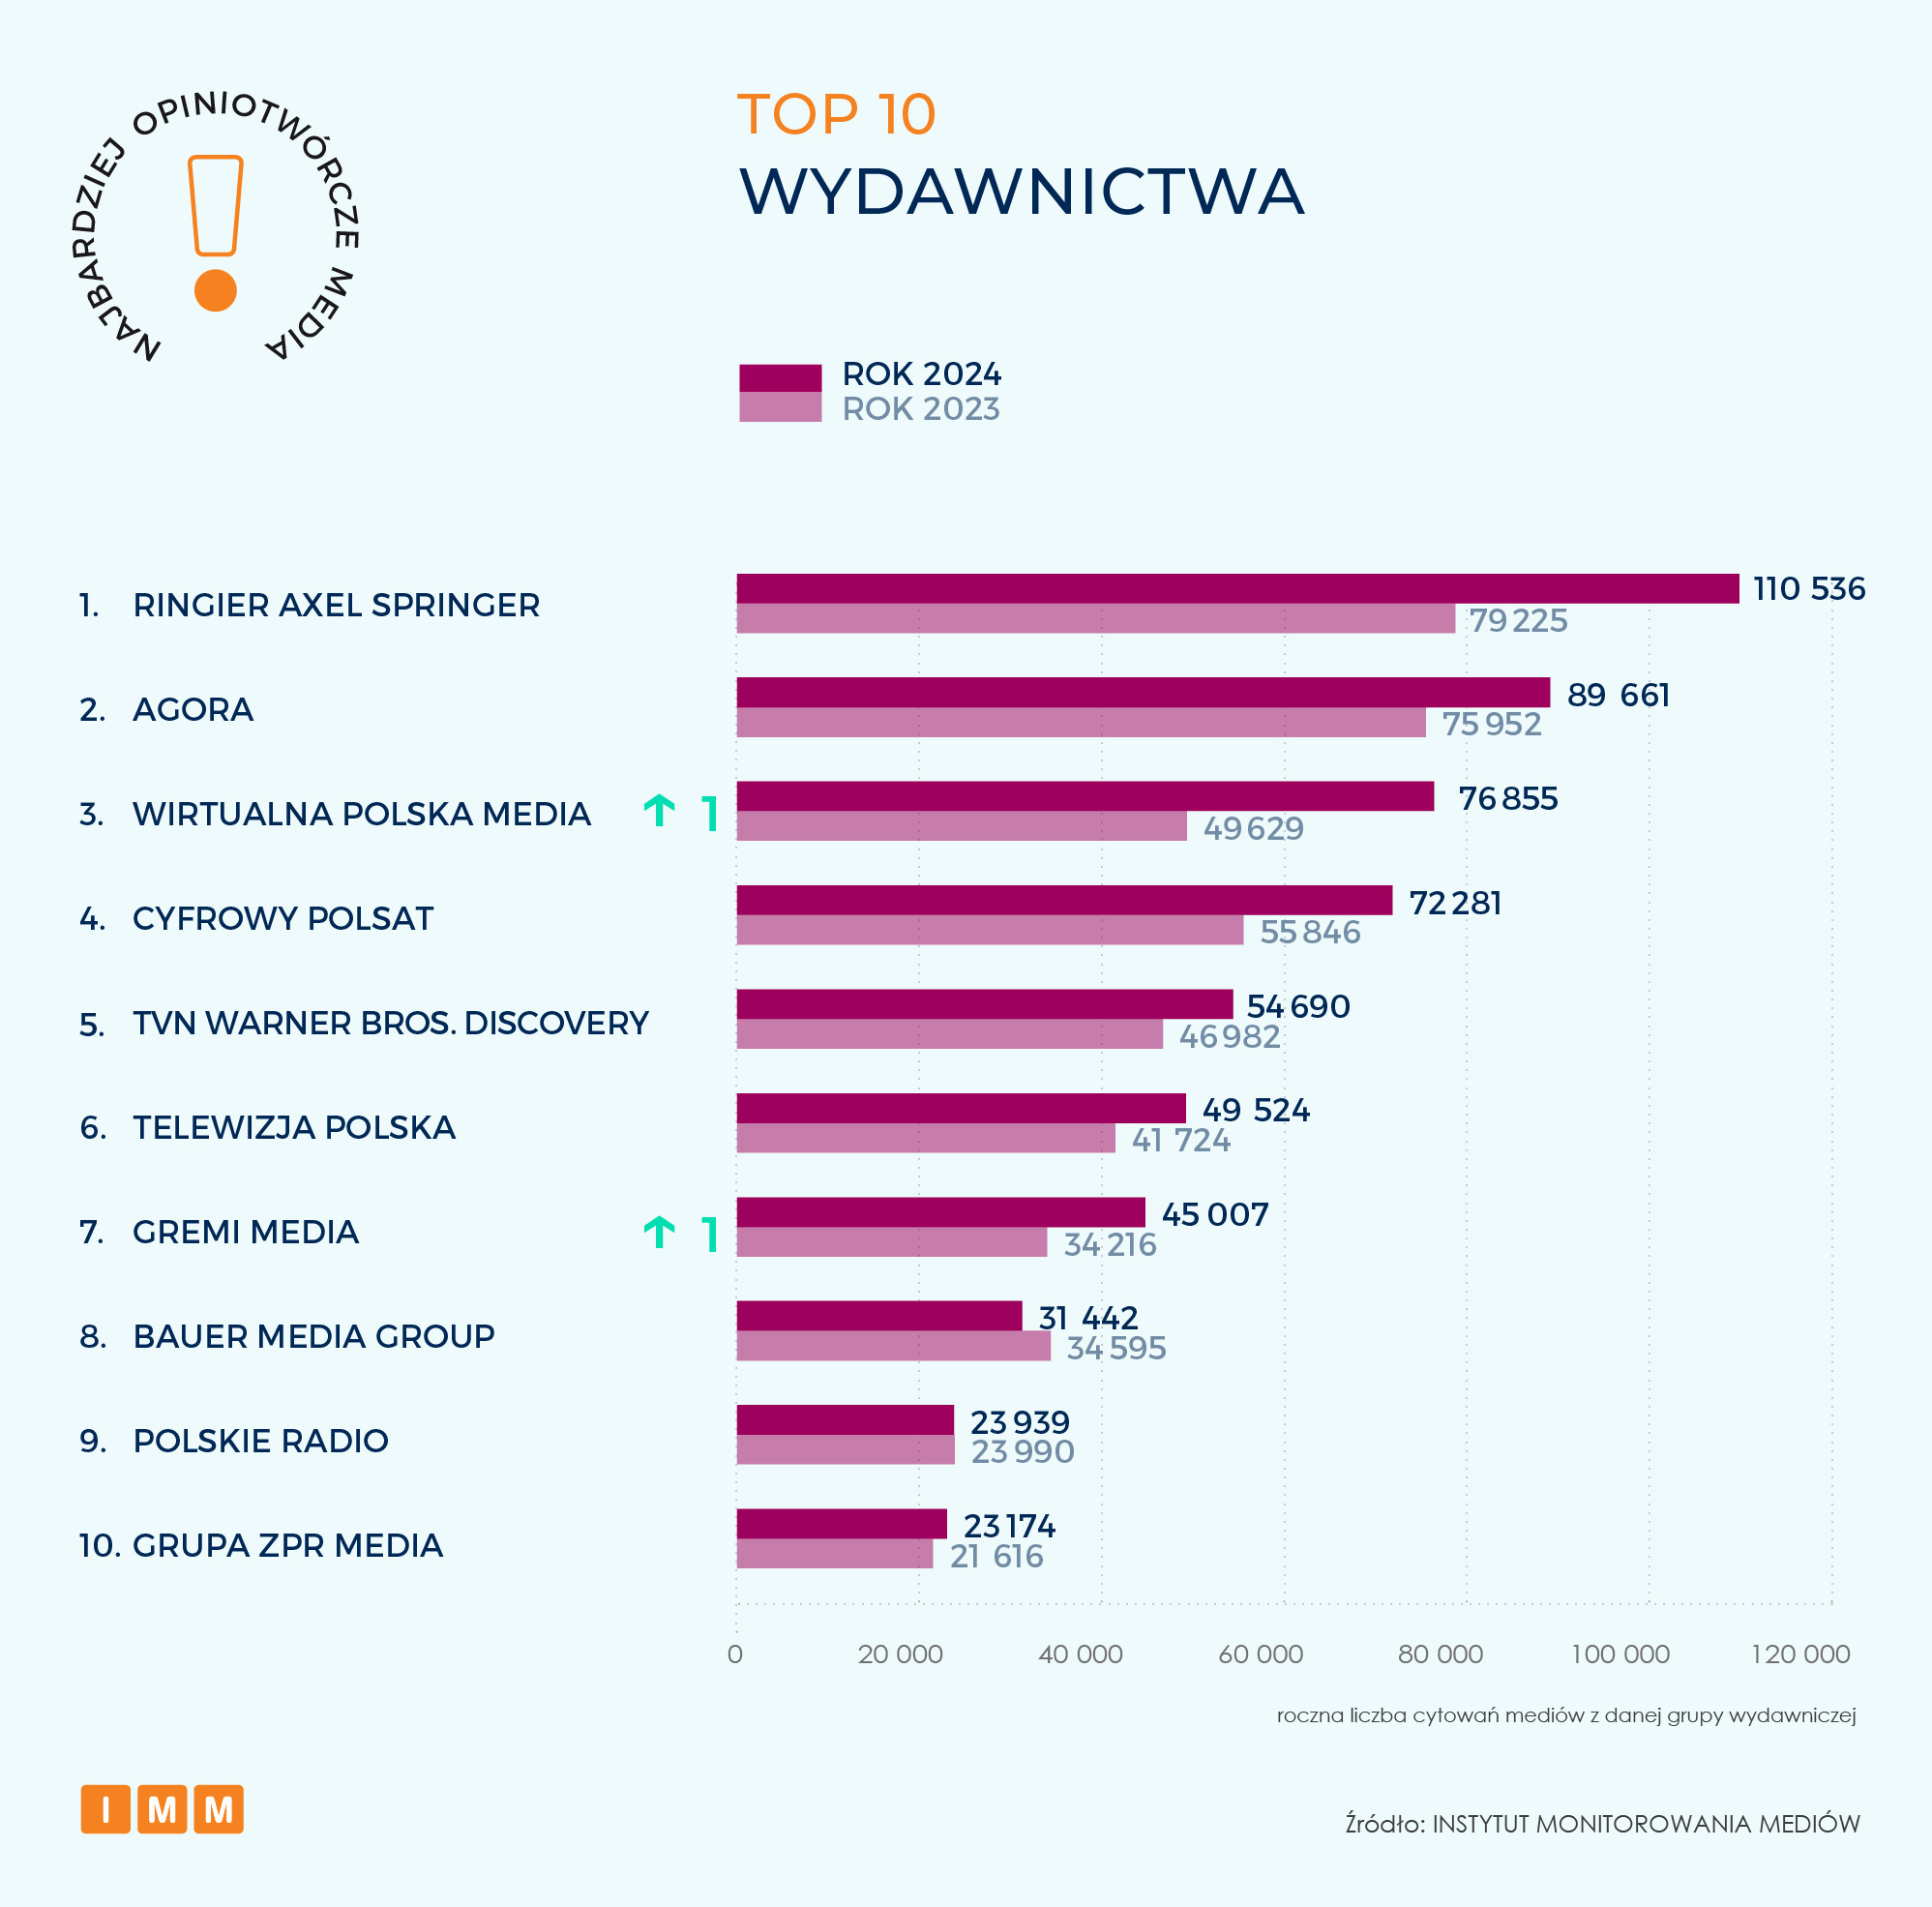 NAJBARDZIEJ OPINIOTWÓRCZE MEDIA
TOP 10
WYDAWNICTWA
ROK 2024
ROK 2023
1. RINGIER AXEL SPRINGER 110 536
79 225
2. AGORA 89 661
75 952
3. WIRTUALNA POLSKA MEDIA ↑ 1 76 855
49 629
4. CYFROWY POLSAT 72 281
55 846
5. TVN WARNER BROS. DISCOVERY 54 690
46 982
6. TELEWIZJA POLSKA 49 524
41 724
7. GREMI MEDIA ↑ 1 45 007
34 216
8. BAUER MEDIA GROUP 31 442
34 595
9. POLSKIE RADIO 23 939
23 990
10. GRUPA ZPR MEDIA 23 174
21 616
0 20 000 40 000 60 000 80 000 100 000 120 000
roczna liczba cytowań mediów z danej grupy wydawniczej
IMM
Źródło: INSTYTUT MONITOROWANIA MEDIÓW